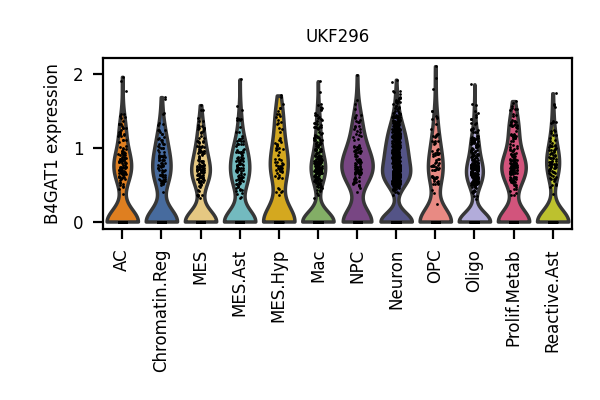 UKF296
B4GAT1 expression
2
1
0
AC
Chromatin.Reg
MES
MES.Ast
MES.Hyp
Mac
NPC
Neuron
OPC
Oligo
Prolif.Metab
Reactive.Ast